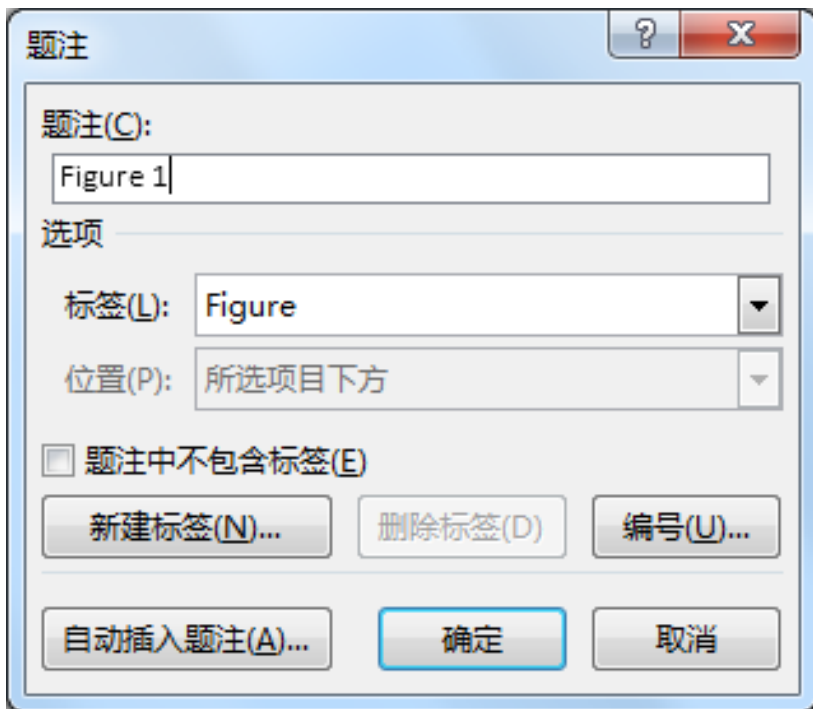 题注
题注(C):
Figure 1
选项
标签(L): Figure
位置(P): 所选项目下方
题注中不包含标签(E)
新建标签(N)... 删除标签(D) 编号(U)...
自动插入题注(A)... 确定 取消